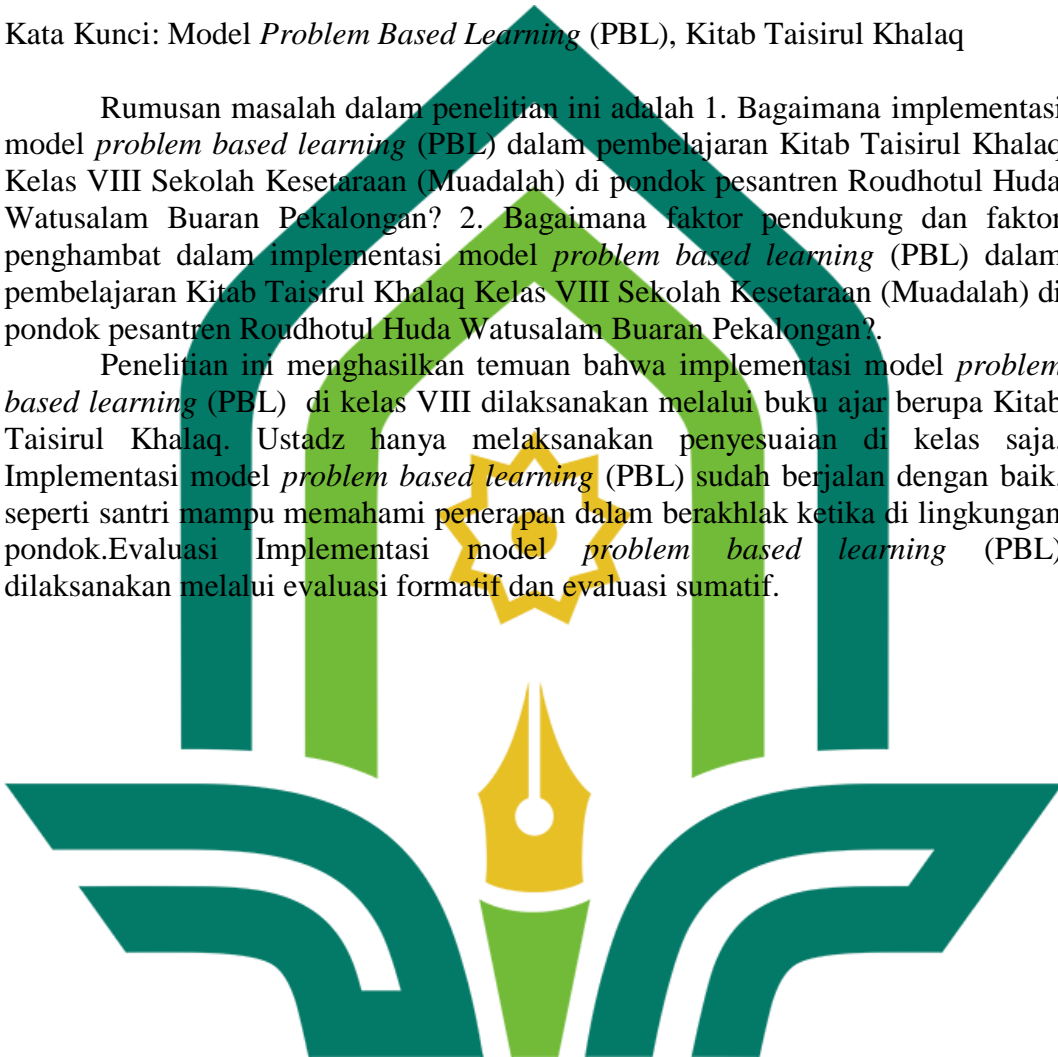 Kata Kunci: Model Problem Based Learning (PBL), Kitab Taisirul Khalaq
Rumusan masalah dalam penelitian ini adalah 1. Bagaimana implementasi
model problem based learning (PBL) dalam pembelajaran Kitab Taisirul Khalaq
Kelas VIII Sekolah Kesetaraan (Muadalah) di pondok pesantren Roudhotul Huda
Watusalam Buaran Pekalongan? 2. Bagaimana faktor pendukung dan faktor
penghambat dalam implementasi model problem based learning (PBL) dalam
pembelajaran Kitab Taisirul Khalaq Kelas VIII Sekolah Kesetaraan (Muadalah) di
pondok pesantren Roudhotul Huda Watusalam Buaran Pekalongan?.
Penelitian ini menghasilkan temuan bahwa implementasi model problem
based learning (PBL) di kelas VIII dilaksanakan melalui buku ajar berupa Kitab
Taisirul Khalaq. Ustadz hanya melaksanakan penyesuaian di kelas saja.
Implementasi model problem based learning (PBL) sudah berjalan dengan baik.
seperti santri mampu memahami penerapan dalam berakhlak ketika di lingkungan
pondok.Evaluasi Implementasi model problem based learning (PBL)
dilaksanakan melalui evaluasi formatif dan evaluasi sumatif.